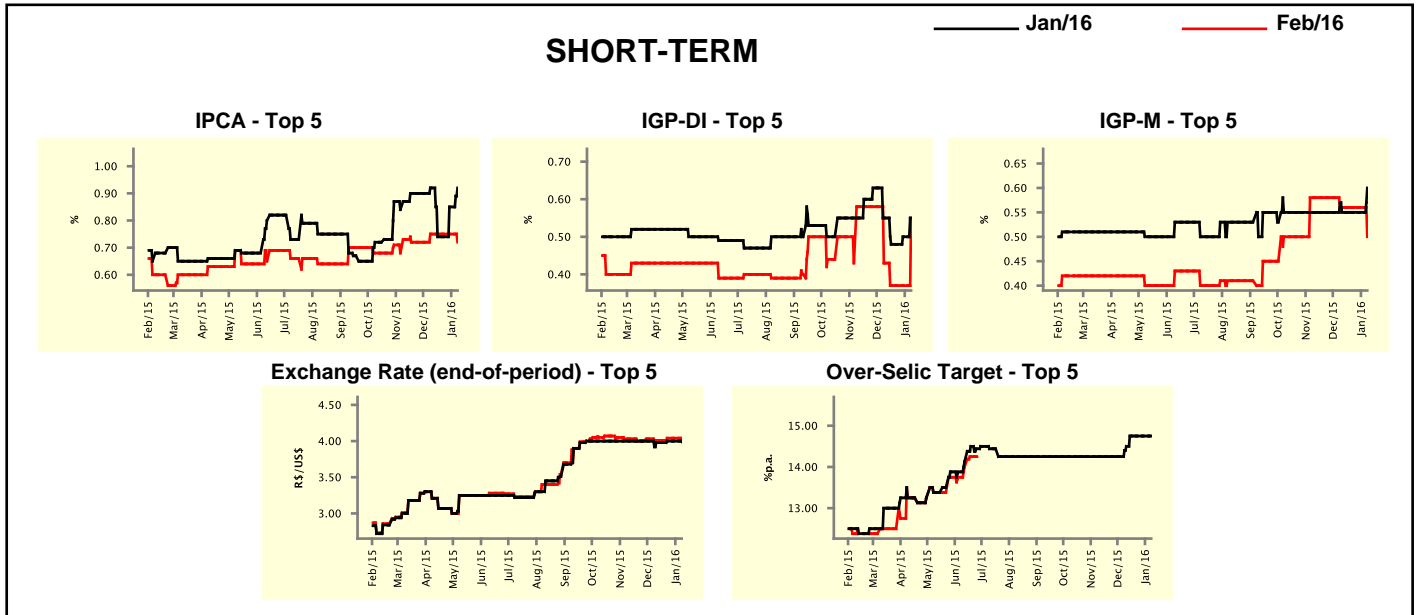 Jan/16
Feb/16
SHORT-TERM
IPCA - Top 5
1.00
0.90
0.80
0.70
0.60
%
Feb/15 Mar/15 Apr/15 May/15 Jun/15 Jul/15 Aug/15 Sep/15 Oct/15 Nov/15 Dec/15 Jan/16
IGP-DI - Top 5
0.70
0.60
0.50
0.40
%
Feb/15 Mar/15 Apr/15 May/15 Jun/15 Jul/15 Aug/15 Sep/15 Oct/15 Nov/15 Dec/15 Jan/16
IGP-M - Top 5
0.65
0.60
0.55
0.50
0.45
0.40
%
Feb/15 Mar/15 Apr/15 May/15 Jun/15 Jul/15 Aug/15 Sep/15 Oct/15 Nov/15 Dec/15 Jan/16
Exchange Rate (end-of-period) - Top 5
4.50
4.00
3.50
3.00
R$/US$
Feb/15 Mar/15 Apr/15 May/15 Jun/15 Jul/15 Aug/15 Sep/15 Oct/15 Nov/15 Dec/15 Jan/16
Over-Selic Target - Top 5
15.00
14.00
13.00
%p.a.
Feb/15 Mar/15 Apr/15 May/15 Jun/15 Jul/15 Aug/15 Sep/15 Oct/15 Nov/15 Dec/15 Jan/16